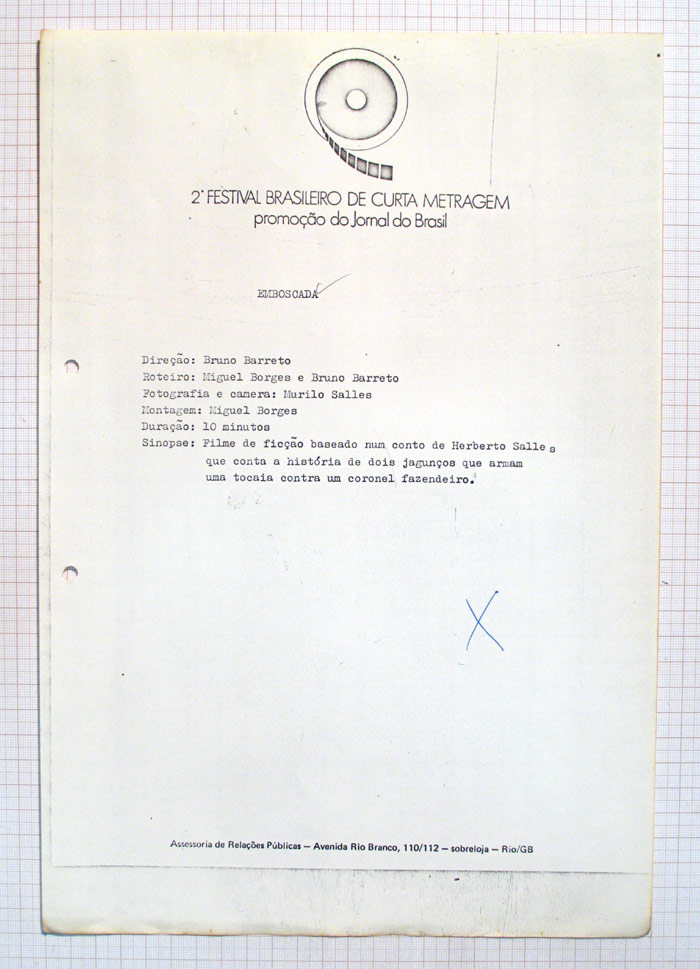 2º FESTIVAL BRASILEIRO DE CURTA METRAGEM
promoção do Jornal do Brasil
EMBOSCADA
Direção: Bruno Barreto
Roteiro: Miguel Borges e Bruno Barreto
Fotografia e camera: Murilo Salles
Montagem: Miguel Borges
Duração: 10 minutos
Sinopse: Filme de ficção baseado num conto de Herberto Salles
que conta a história de dois jagunços que armam
uma tocaia contra um coronel fazendeiro.
X
Assessoria de Relações Públicas — Avenida Rio Branco, 110/112 — sobreloja — Rio/GB